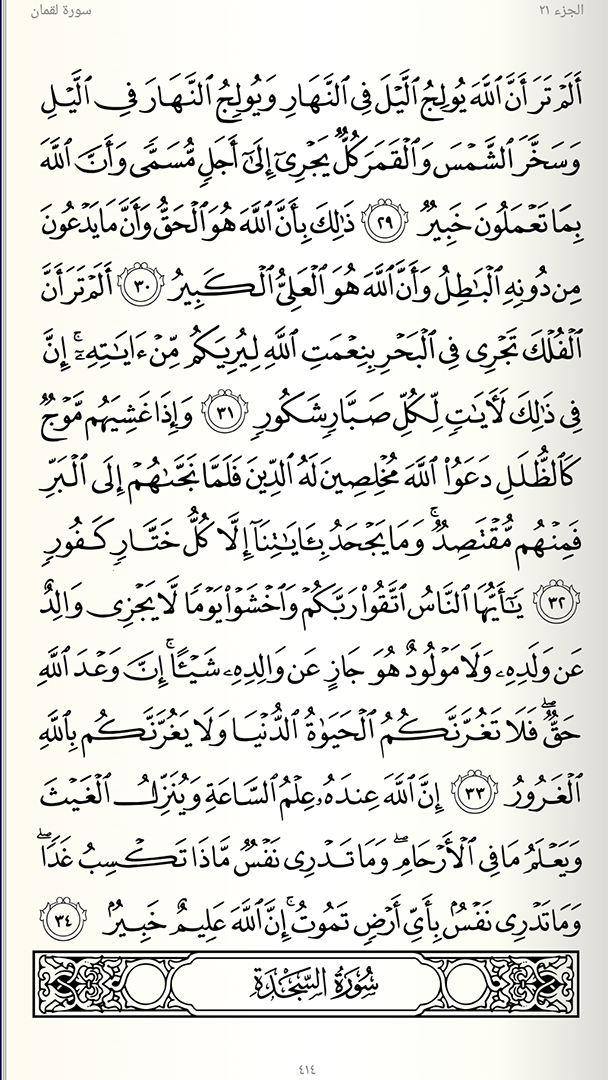 الجزء ٢١
سورة لقمان
أَلَمۡ تَرَ أَنَّ ٱللَّهَ يُولِجُ ٱلَّيۡلَ فِي ٱلنَّهَارِ وَيُولِجُ ٱلنَّهَارَ فِي ٱلَّيۡلِ
وَسَخَّرَ ٱلشَّمۡسَ وَٱلۡقَمَرَۖ كُلّٞ يَجۡرِيٓ إِلَىٰٓ أَجَلٖ مُّسَمّٗى وَأَنَّ ٱللَّهَ
بِمَا تَعۡمَلُونَ خَبِيرٞ ٢٩ ذَٰلِكَ بِأَنَّ ٱللَّهَ هُوَ ٱلۡحَقُّ وَأَنَّ مَا يَدۡعُونَ
مِن دُونِهِ ٱلۡبَٰطِلُ وَأَنَّ ٱللَّهَ هُوَ ٱلۡعَلِيُّ ٱلۡكَبِيرُ ٣٠ أَلَمۡ تَرَ أَنَّ
ٱلۡفُلۡكَ تَجۡرِي فِي ٱلۡبَحۡرِ بِنِعۡمَتِ ٱللَّهِ لِيُرِيَكُم مِّنۡ ءَايَٰتِهِۦٓۚ إِنَّ
فِي ذَٰلِكَ لَأٓيَٰتٖ لِّكُلِّ صَبَّارٖ شَكُورٖ ٣١ وَإِذَا غَشِيَهُم مَّوۡجٞ
كَٱلظُّلَلِ دَعَوُاْ ٱللَّهَ مُخۡلِصِينَ لَهُ ٱلدِّينَ فَلَمَّا نَجَّىٰهُمۡ إِلَى ٱلۡبَرِّ
فَمِنۡهُم مُّقۡتَصِدٞۚ وَمَا يَجۡحَدُ بِـَٔايَٰتِنَآ إِلَّا كُلُّ خَتَّارٖ كَفُورٖ
٣٢ يَٰٓأَيُّهَا ٱلنَّاسُ ٱتَّقُواْ رَبَّكُمۡ وَٱخۡشَوۡاْ يَوۡمٗا لَّا يَجۡزِي وَالِدٌ
عَن وَلَدِهِۦ وَلَا مَوۡلُودٌ هُوَ جَازٍ عَن وَالِدِهِۦ شَيۡـًٔاۚ إِنَّ وَعۡدَ ٱللَّهِ
حَقّٞۖ فَلَا تَغُرَّنَّكُمُ ٱلۡحَيَوٰةُ ٱلدُّنۡيَا وَلَا يَغُرَّنَّكُم بِٱللَّهِ
ٱلۡغَرُورُ ٣٣ إِنَّ ٱللَّهَ عِندَهُۥ عِلۡمُ ٱلسَّاعَةِ وَيُنَزِّلُ ٱلۡغَيۡثَ
وَيَعۡلَمُ مَا فِي ٱلۡأَرۡحَامِۖ وَمَا تَدۡرِي نَفۡسٞ مَّاذَا تَكۡسِبُ غَدٗاۖ
وَمَا تَدۡرِي نَفۡسُۢ بِأَيِّ أَرۡضٖ تَمُوتُۚ إِنَّ ٱللَّهَ عَلِيمٌ خَبِيرُۢ ٣٤
سُورَةُ السَّجۡدَةِ
٤١٤